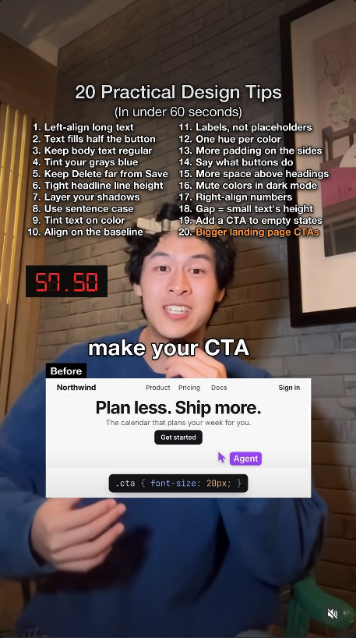 20 Practical Design Tips
(In under 60 seconds)
1. Left-align long text
2. Text fills half the button
3. Keep body text regular
4. Tint your grays blue
5. Keep Delete far from Save
6. Tight headline line height
7. Layer your shadows
8. Use sentence case
9. Tint text on color
10. Align on the baseline
11. Labels, not placeholders
12. One hue per color
13. More padding on the sides
14. Say what buttons do
15. More space above headings
16. Mute colors in dark mode
17. Right-align numbers
18. Gap = small text's height
19. Add a CTA to empty states
20. Bigger landing page CTAs
57.50
make your CTA
Before
Northwind Product Pricing Docs Sign in
Plan less. Ship more.
The calendar that plans your week for you.
Get started
Agent
.cta { font-size: 20px; }